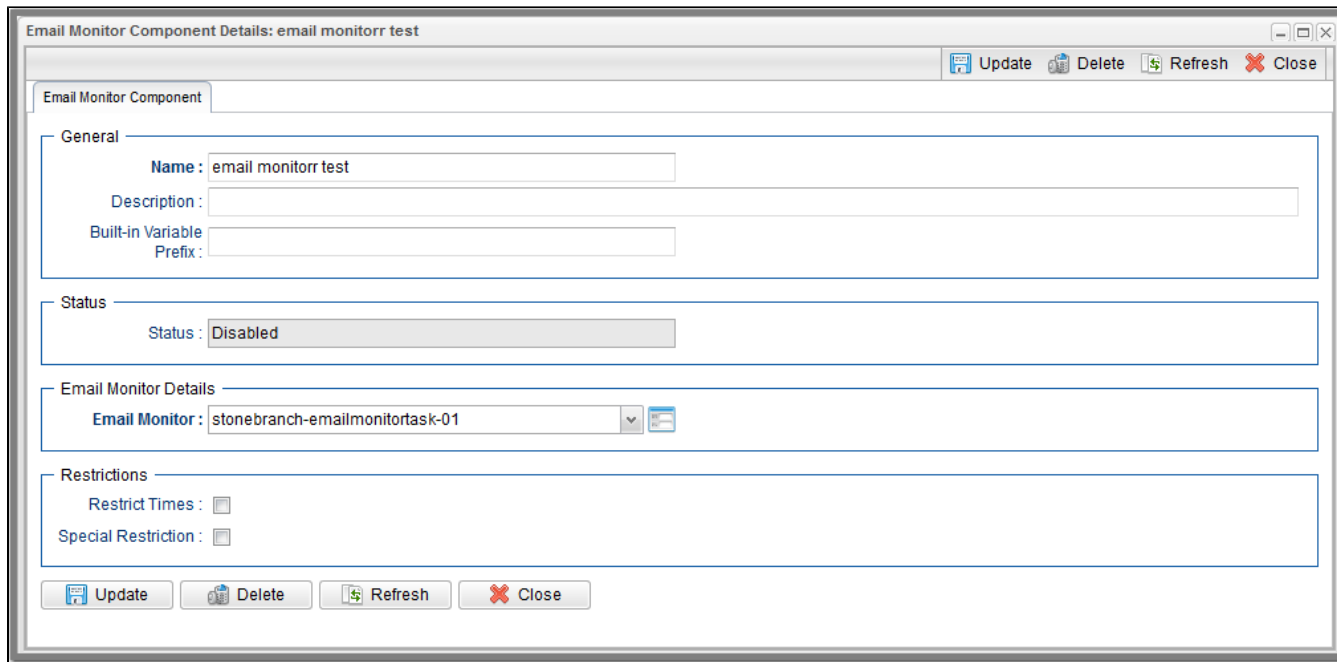 Email Monitor Component Details: email monitorr test
Update Delete Refresh Close
Email Monitor Component
General
Name : email monitorr test
Description :
Built-in Variable
Prefix :
Status
Status : Disabled
Email Monitor Details
Email Monitor : stonebranch-emailmonitortask-01
Restrictions
Restrict Times :
Special Restriction :
Update Delete Refresh Close